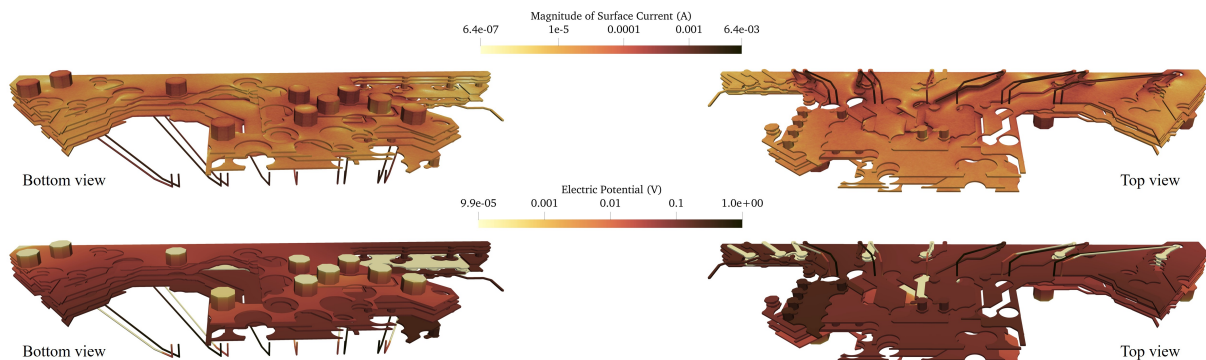 Magnitude of Surface Current (A)
6.4e-07 1e-5 0.0001 0.001 6.4e-03
Bottom view
Top view
Electric Potential (V)
9.9e-05 0.001 0.01 0.1 1.0e+00
Bottom view
Top view